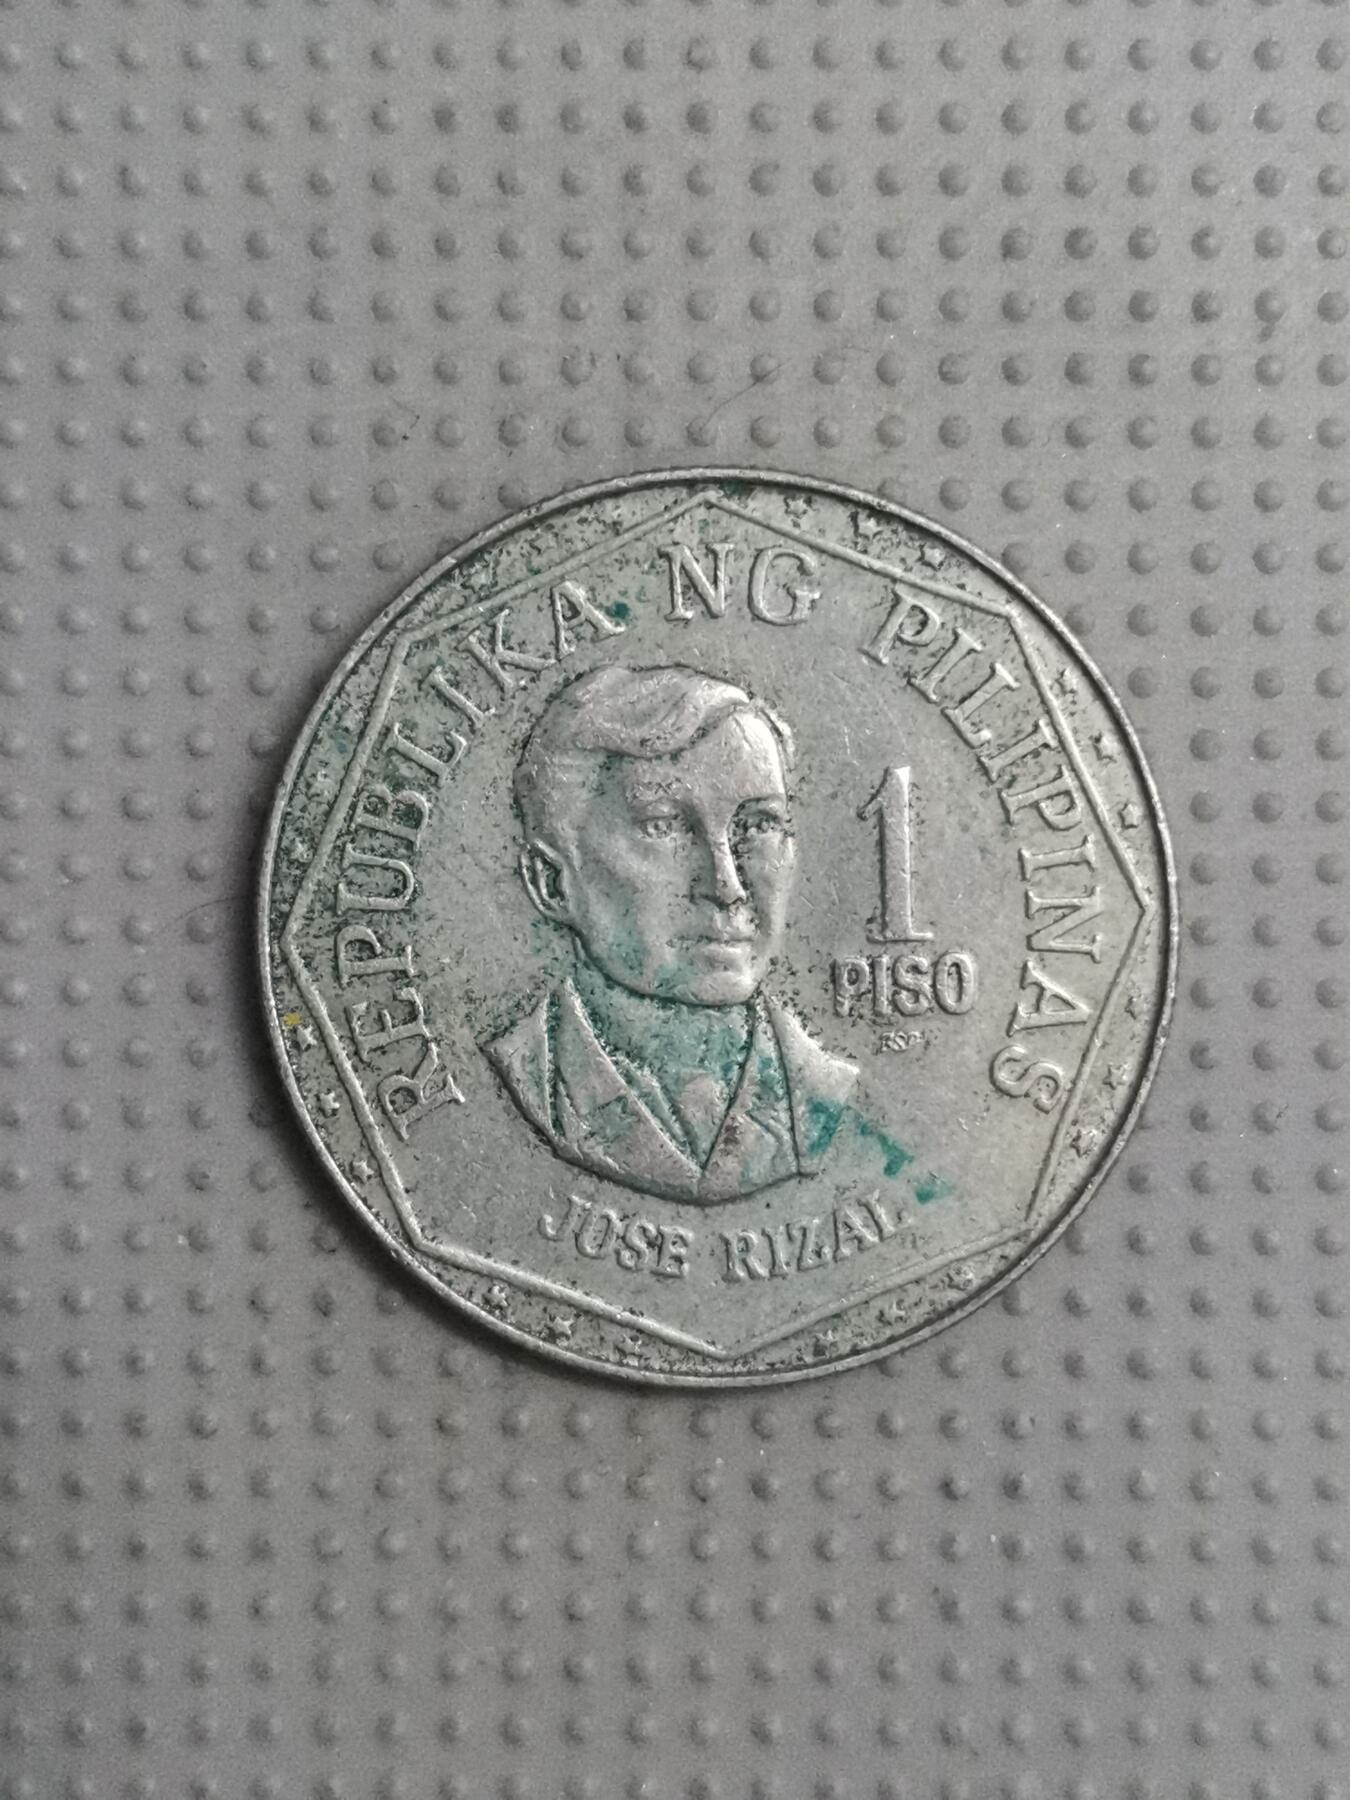 REPUBLIKA NG PILIPINAS
1
PISO
JOSE RIZAL